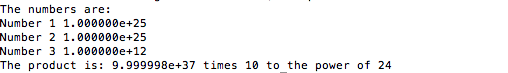 The numbers are:
Number 1 1.000000e+25
Number 2 1.000000e+25
Number 3 1.000000e+12
The product is: 9.999998e+37 times 10 to_the power of 24